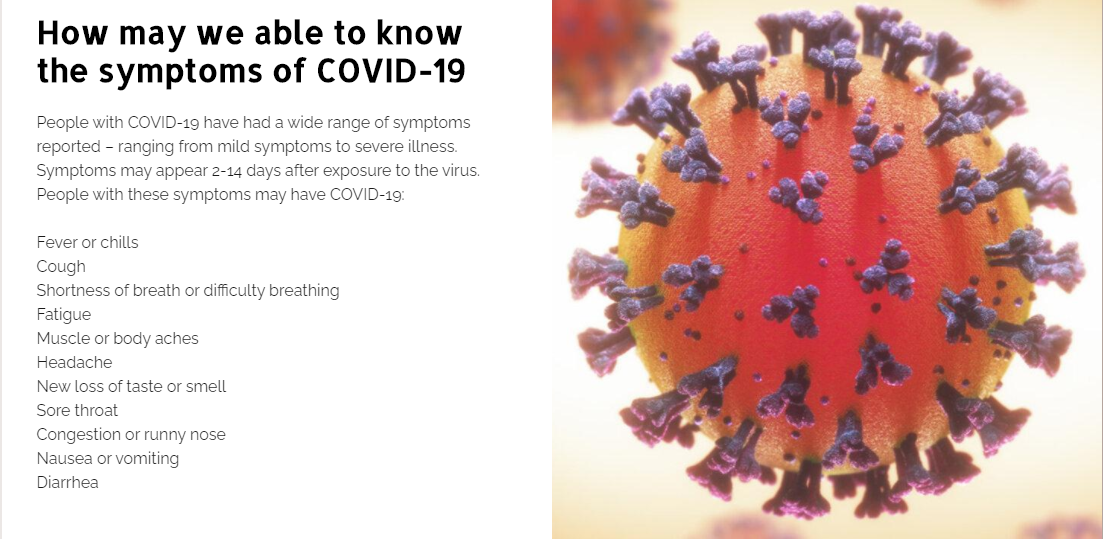 How may we able to know
the symptoms of COVID-19
People with COVID-19 have had a wide range of symptoms
reported – ranging from mild symptoms to severe illness.
Symptoms may appear 2-14 days after exposure to the virus.
People with these symptoms may have COVID-19:
Fever or chills
Cough
Shortness of breath or difficulty breathing
Fatigue
Muscle or body aches
Headache
New loss of taste or smell
Sore throat
Congestion or runny nose
Nausea or vomiting
Diarrhea